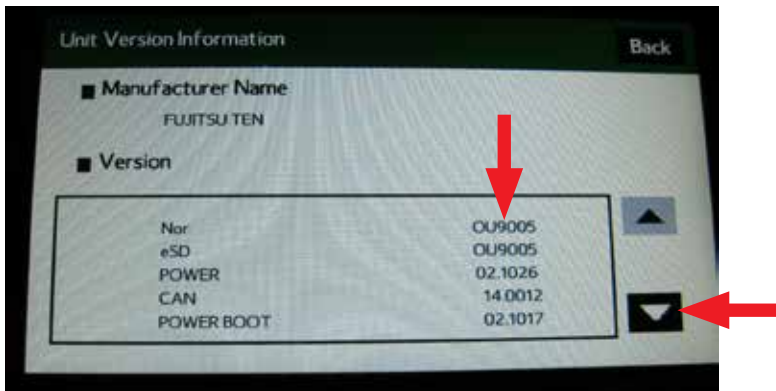 Unit Version Information Back
Manufacturer Name
FUJITSU TEN
Version
Nor OU9005
eSD OU9005
POWER 02.1026
CAN 14.0012
POWER BOOT 02.1017